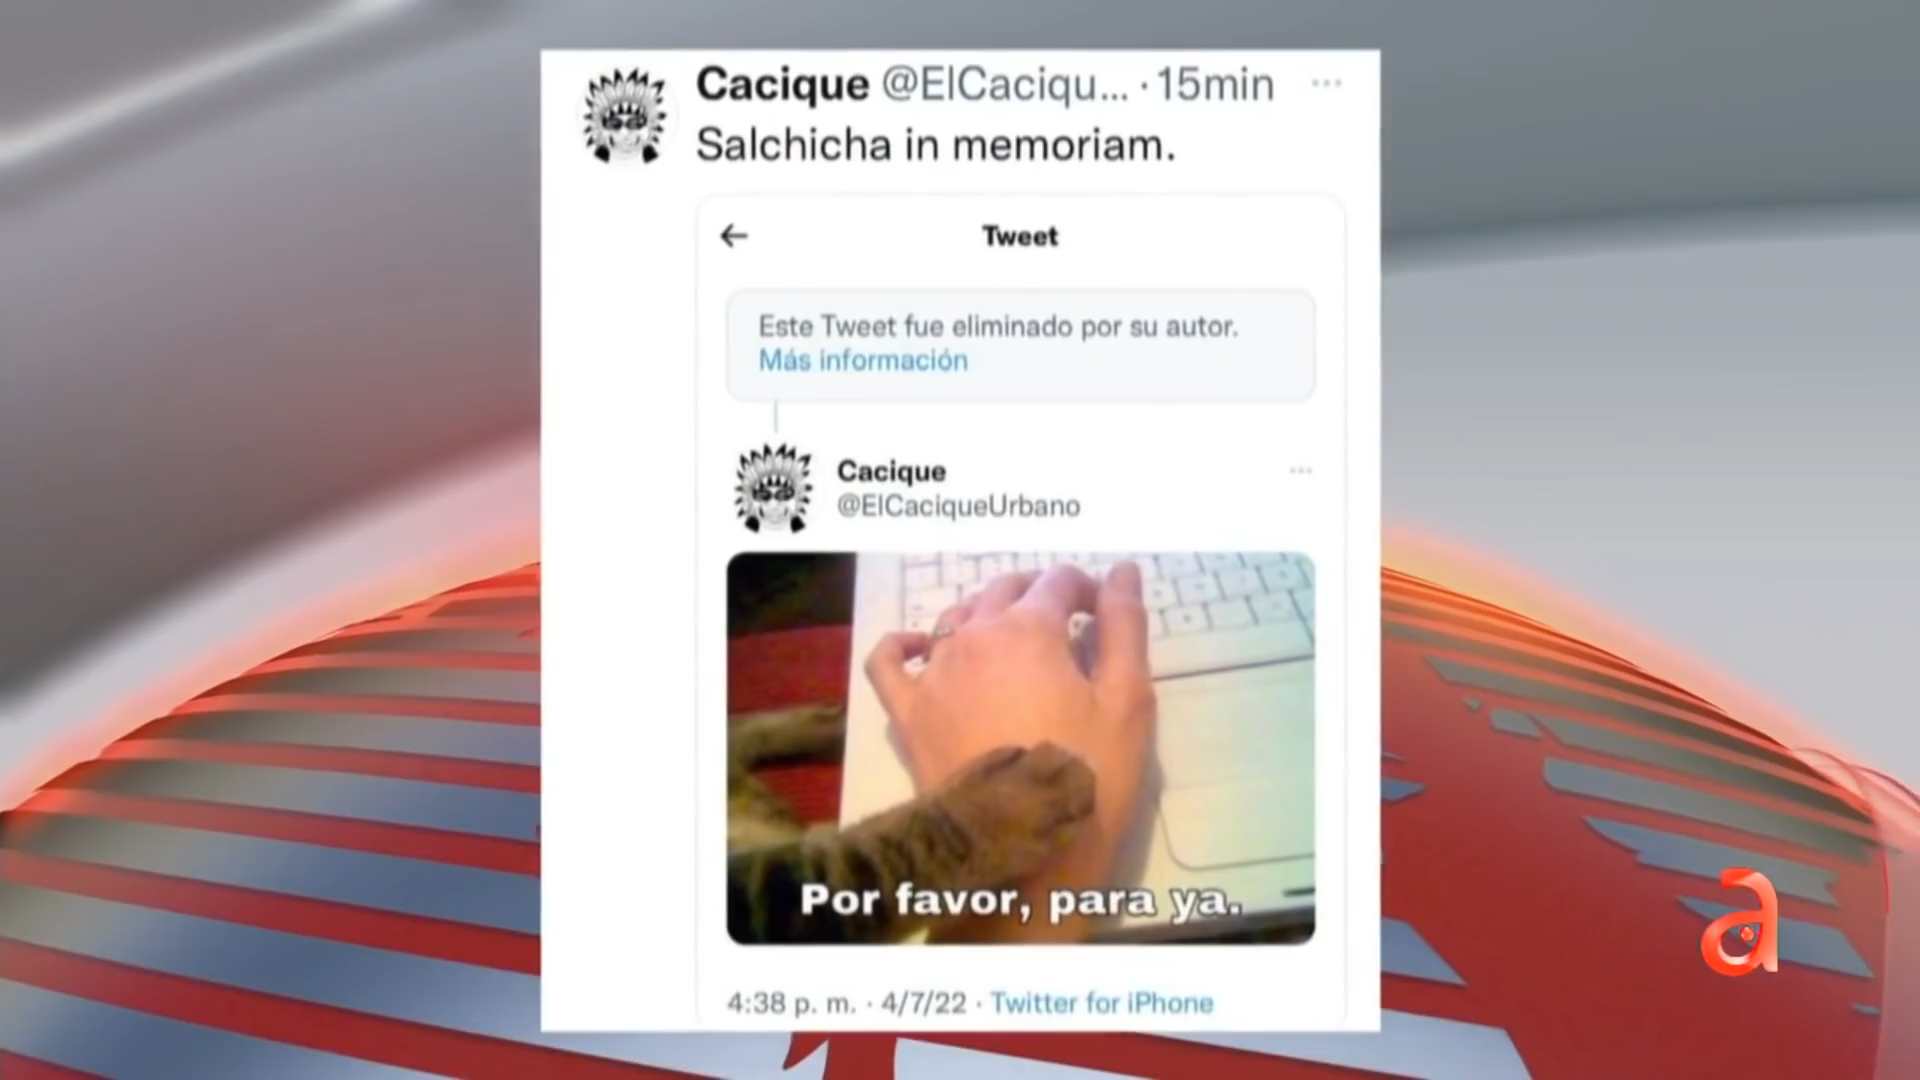 Cacique @ElCaciqu... · 15min ...
Salchicha in memoriam.
← Tweet
Este Tweet fue eliminado por su autor.
Más información
Cacique ...
@ElCaciqueUrbano
Por favor, para ya.
4:38 p. m. · 4/7/22 · Twitter for iPhone
a